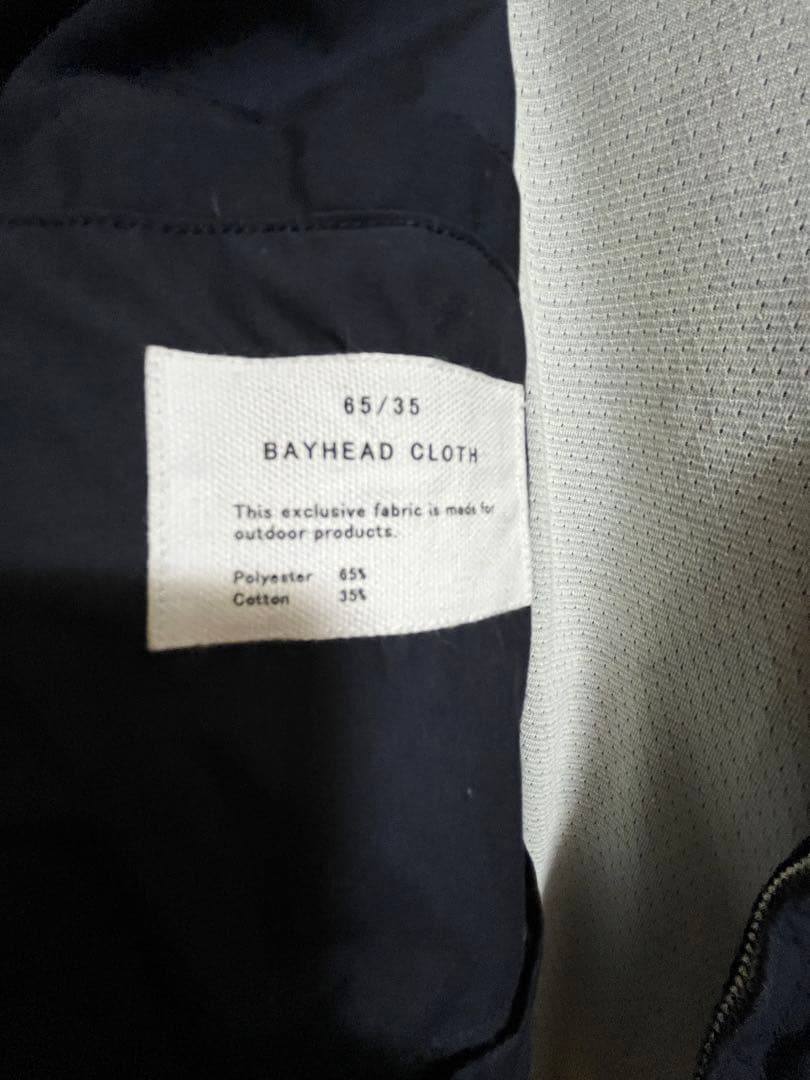 65/35
BAYHEAD CLOTH
This exclusive fabric is made for
outdoor products.
Polyester 65%
Cotton 35%